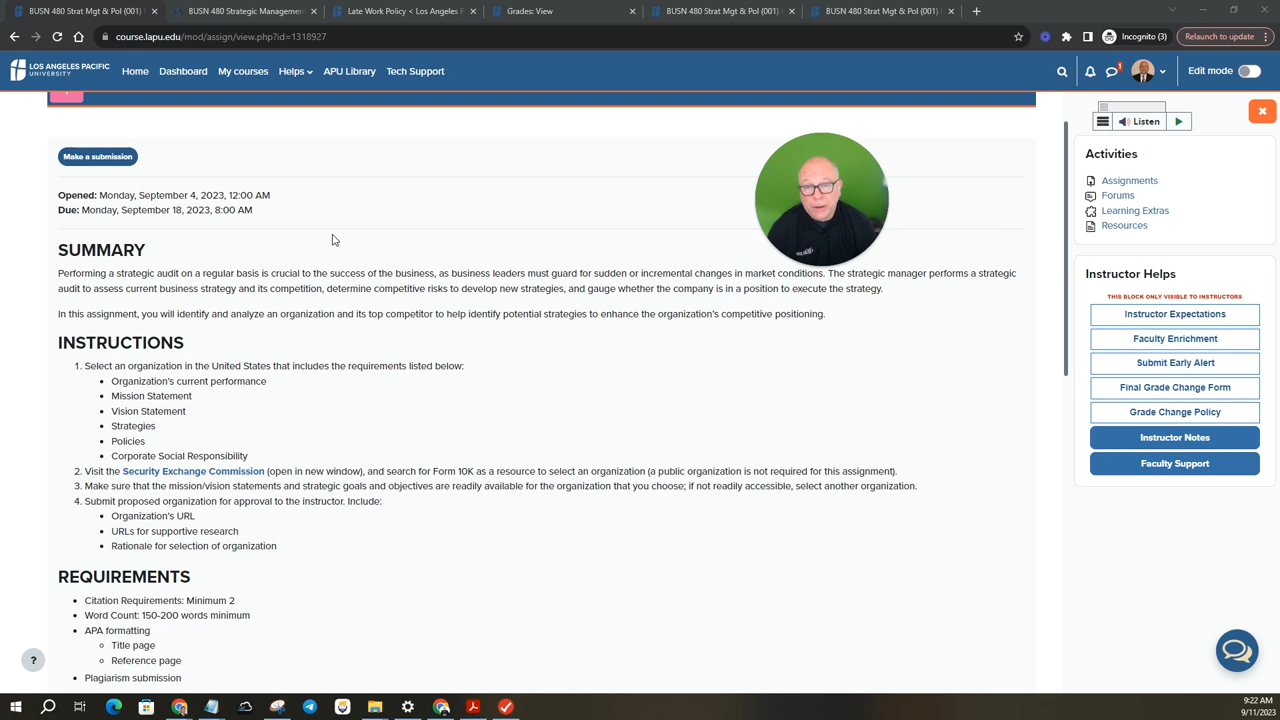 BUSN 480 Strat Mgt & Pol {001}
BUSN 480 Strategic Management
Late Work Policy < Los Angeles P
Grades: View
BUSN 480 Strat Mgt & Pol {001}
BUSN 480 Strat Mgt & Pol {001}
course.lapu.edu/mod/assign/view.php?id=1318927
Incognito (3)
Relaunch to update
LOS ANGELES PACIFIC
UNIVERSITY
Home
Dashboard
My courses
Helps
APU Library
Tech Support
1
Edit mode
Make a submission
Opened: Monday, September 4, 2023, 12:00 AM
Due: Monday, September 18, 2023, 8:00 AM
SUMMARY
Performing a strategic audit on a regular basis is crucial to the success of the business, as business leaders must guard for sudden or incremental changes in market conditions. The strategic manager performs a strategic
audit to assess current business strategy and its competition, determine competitive risks to develop new strategies, and gauge whether the company is in a position to execute the strategy.
In this assignment, you will identify and analyze an organization and its top competitor to help identify potential strategies to enhance the organization's competitive positioning.
INSTRUCTIONS
1. Select an organization in the United States that includes the requirements listed below:
• Organization's current performance
• Mission Statement
• Vision Statement
• Strategies
• Policies
• Corporate Social Responsibility
2. Visit the Security Exchange Commission (open in new window), and search for Form 10K as a resource to select an organization (a public organization is not required for this assignment).
3. Make sure that the mission/vision statements and strategic goals and objectives are readily available for the organization that you choose; if not readily accessible, select another organization.
4. Submit proposed organization for approval to the instructor. Include:
• Organization's URL
• URLs for supportive research
• Rationale for selection of organization
REQUIREMENTS
• Citation Requirements: Minimum 2
• Word Count: 150-200 words minimum
• APA formatting
◦ Title page
◦ Reference page
• Plagiarism submission
Listen
Activities
Assignments
Forums
Learning Extras
Resources
Instructor Helps
THIS BLOCK ONLY VISIBLE TO INSTRUCTORS
Instructor Expectations
Faculty Enrichment
Submit Early Alert
Final Grade Change Form
Grade Change Policy
Instructor Notes
Faculty Support
?
9:22 AM
9/11/2023